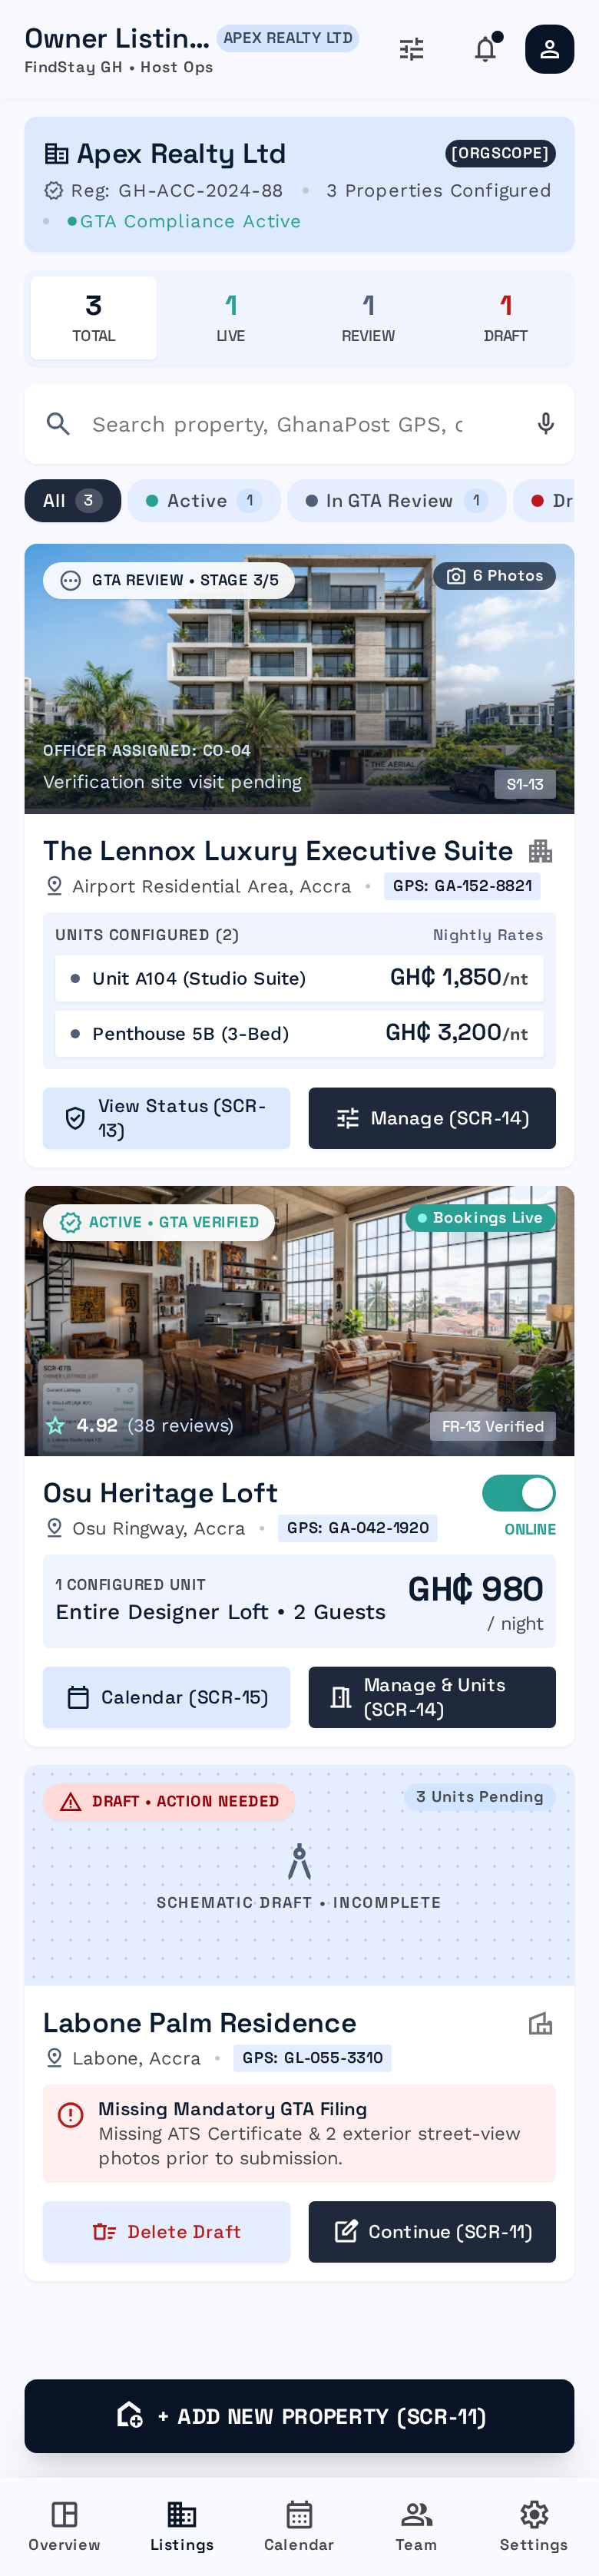 Owner Listin...
APEX REALTY LTD
FindStay GH • Host Ops
Apex Realty Ltd
[ORGSCOPE]
Reg: GH-ACC-2024-88 • 3 Properties Configured
• GTA Compliance Active
3
TOTAL
1
LIVE
1
REVIEW
1
DRAFT
Search property, GhanaPost GPS, c
All 3
Active 1
In GTA Review 1
Dr
GTA REVIEW • STAGE 3/5
6 Photos
THE AERIAL
OFFICER ASSIGNED: CO-04
Verification site visit pending
S1-13
The Lennox Luxury Executive Suite
Airport Residential Area, Accra • GPS: GA-152-8821
UNITS CONFIGURED (2)
Nightly Rates
Unit A104 (Studio Suite)
GH₵ 1,850/nt
Penthouse 5B (3-Bed)
GH₵ 3,200/nt
View Status (SCR-
13)
Manage (SCR-14)
ACTIVE • GTA VERIFIED
Bookings Live
4.92 (38 reviews)
FR-13 Verified
Osu Heritage Loft
Osu Ringway, Accra • GPS: GA-042-1920
ONLINE
1 CONFIGURED UNIT
Entire Designer Loft • 2 Guests
GH₵ 980
/ night
Calendar (SCR-15)
Manage & Units
(SCR-14)
DRAFT • ACTION NEEDED
3 Units Pending
SCHEMATIC DRAFT • INCOMPLETE
Labone Palm Residence
Labone, Accra • GPS: GL-055-3310
Missing Mandatory GTA Filing
Missing ATS Certificate & 2 exterior street-view
photos prior to submission.
Delete Draft
Continue (SCR-11)
+ ADD NEW PROPERTY (SCR-11)
Overview
Listings
Calendar
Team
Settings